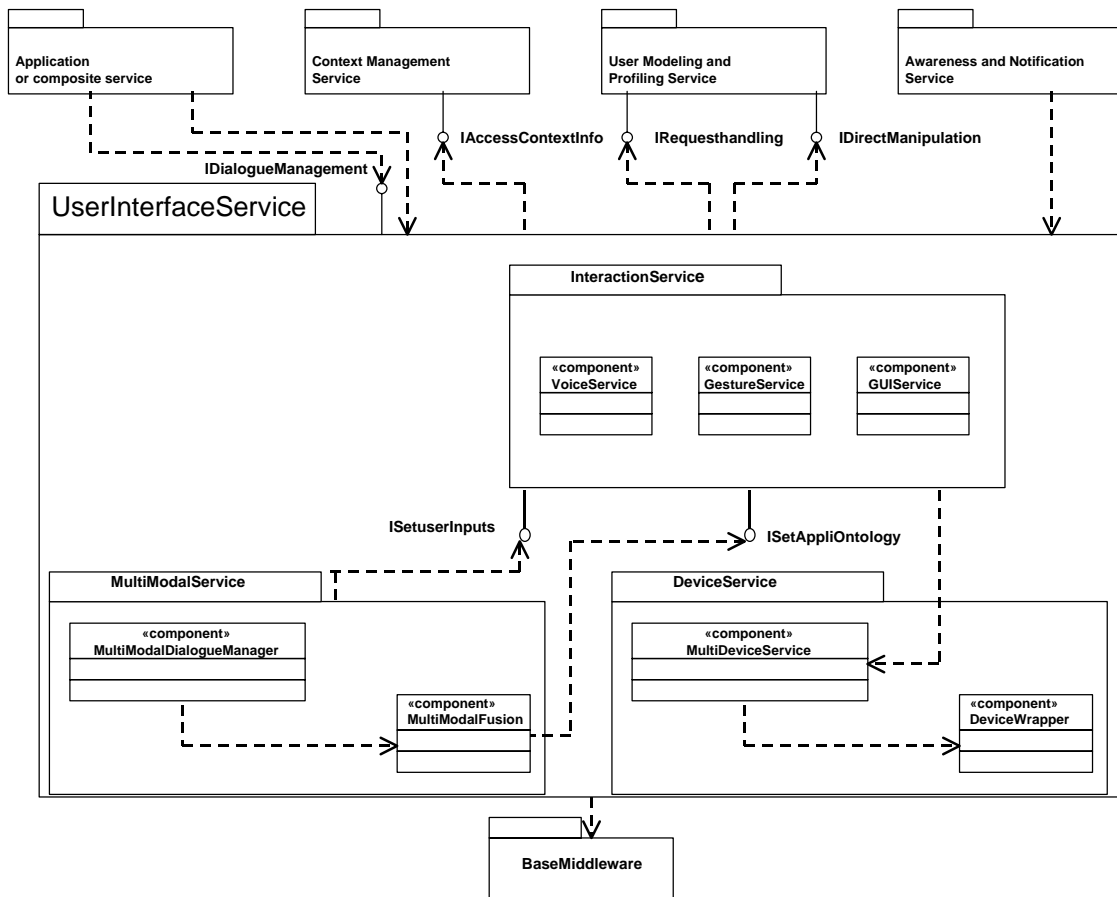 Application
or composite service
Context Management
Service
User Modeling and
Profiling Service
Awareness and Notification
Service
IAccessContextInfo
IRequesthandling
IDirectManipulation
IDialogueManagement
UserInterfaceService
InteractionService
«component»
VoiceService
«component»
GestureService
«component»
GUIService
ISetuserInputs
ISetAppliOntology
MultiModalService
DeviceService
«component»
MultiModalDialogueManager
«component»
MultiDeviceService
«component»
MultiModalFusion
«component»
DeviceWrapper
BaseMiddleware